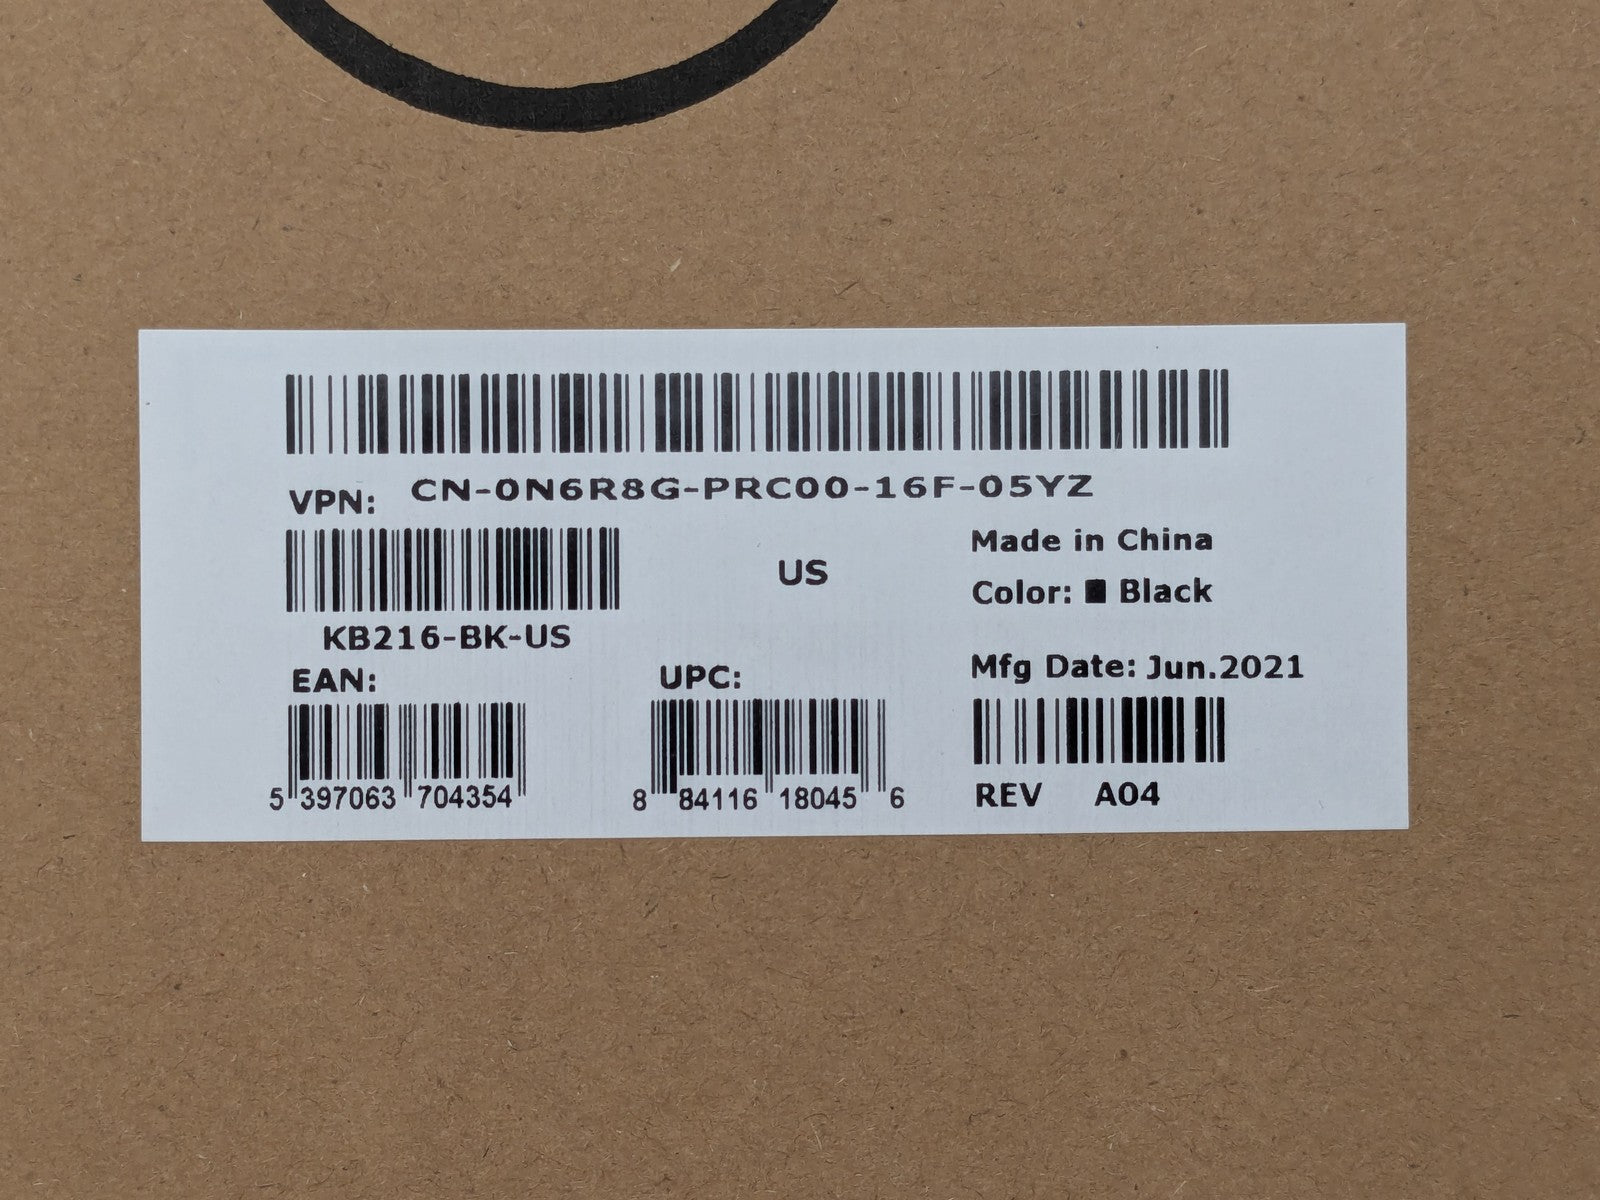 VPN: CN-0N6R8G-PRC00-16F-05YZ
KB216-BK-US
US
Made in China
Color: Black
EAN:
5 397063 704354
UPC:
8 84116 18045 6
Mfg Date: Jun.2021
REV A04